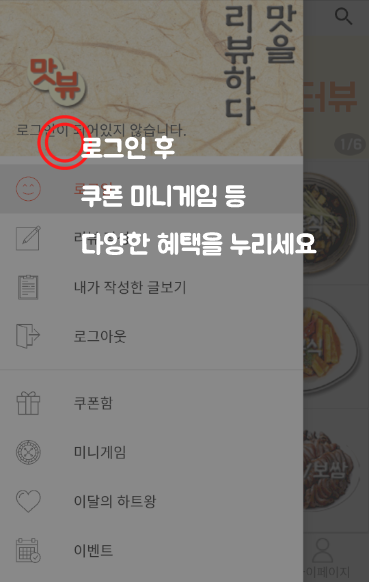 맛을
리뷰하다
맛뷰
로그인이 되어있지 않습니다.
로그인 후
쿠폰 미니게임 등
다양한 혜택을 누리세요
터뷰
1/6
내가 작성한 글보기
로그아웃
쿠폰함
미니게임
이달의 하트왕
이벤트
보쌈
마이페이지